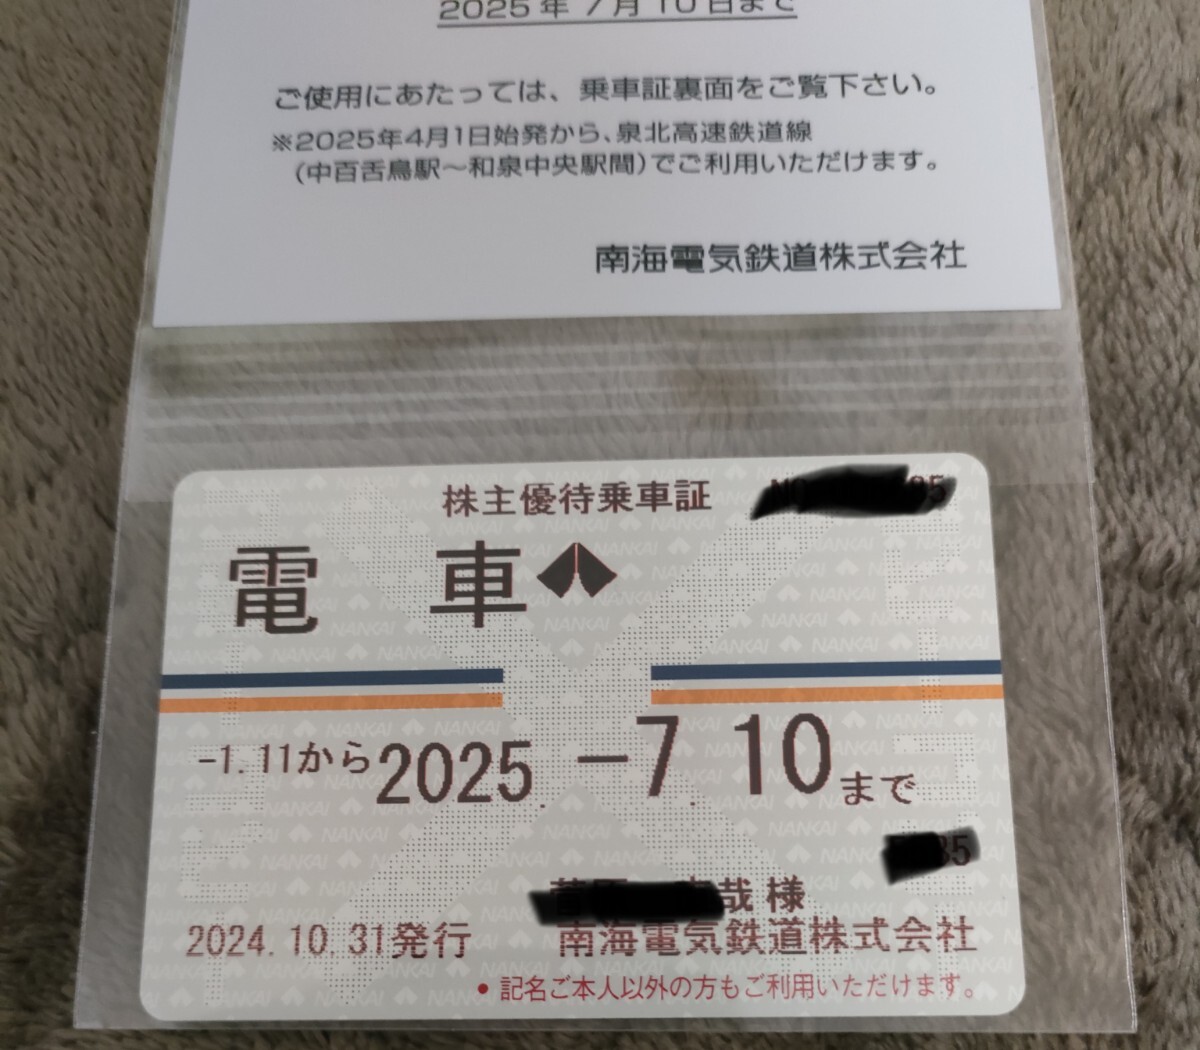 2025年7月10日まで
ご使用にあたっては、乗車証裏面をご覧下さい。
※2025年4月1日始発から、泉北高速鉄道線
(中百舌鳥駅〜和泉中央駅間)でご利用いただけます。
南海電気鉄道株式会社
株主優待乗車証
電車
-1.11から2025.-7.10まで
哉 様
2024.10.31発行
南海電気鉄道株式会社
• 記名ご本人以外の方もご利用いただけます。